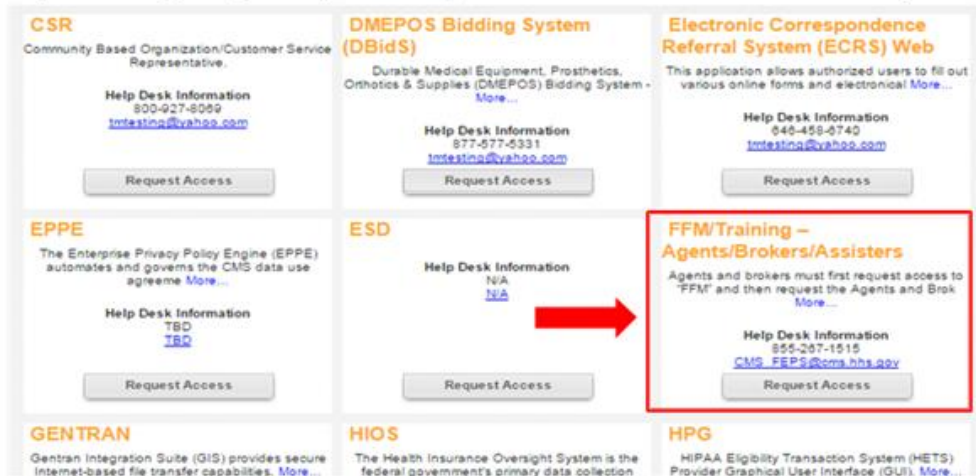 CSR
Community Based Organization/Customer Service
Representative.
Help Desk Information
800-927-8069
tmtesting@yahoo.com
Request Access
DMEPOS Bidding System
(DBidS)
Durable Medical Equipment, Prosthetics,
Orthotics & Supplies (DMEPOS) Bidding System -
More...
Help Desk Information
877-577-5331
tmtesting@yahoo.com
Request Access
Electronic Correspondence
Referral System (ECRS) Web
This application allows authorized users to fill out
various online forms and electronical More...
Help Desk Information
646-458-6740
tmtesting@yahoo.com
Request Access
EPPE
The Enterprise Privacy Policy Engine (EPPE)
automates and governs the CMS data use
agreeme More...
Help Desk Information
TBD
TBD
Request Access
ESD
Help Desk Information
N/A
N/A
Request Access
FFM/Training –
Agents/Brokers/Assisters
Agents and brokers must first request access to
"FFM" and then request the Agents and Brok
More...
Help Desk Information
855-267-1515
CMS_FEPS@cms.hhs.gov
Request Access
GENTRAN
Gentran Integration Suite (GIS) provides secure
Internet-based file transfer capabilities. More...
HIOS
The Health Insurance Oversight System is the
federal government's primary data collection
HPG
HIPAA Eligibility Transaction System (HETS)
Provider Graphical User Interface (GUI). More...